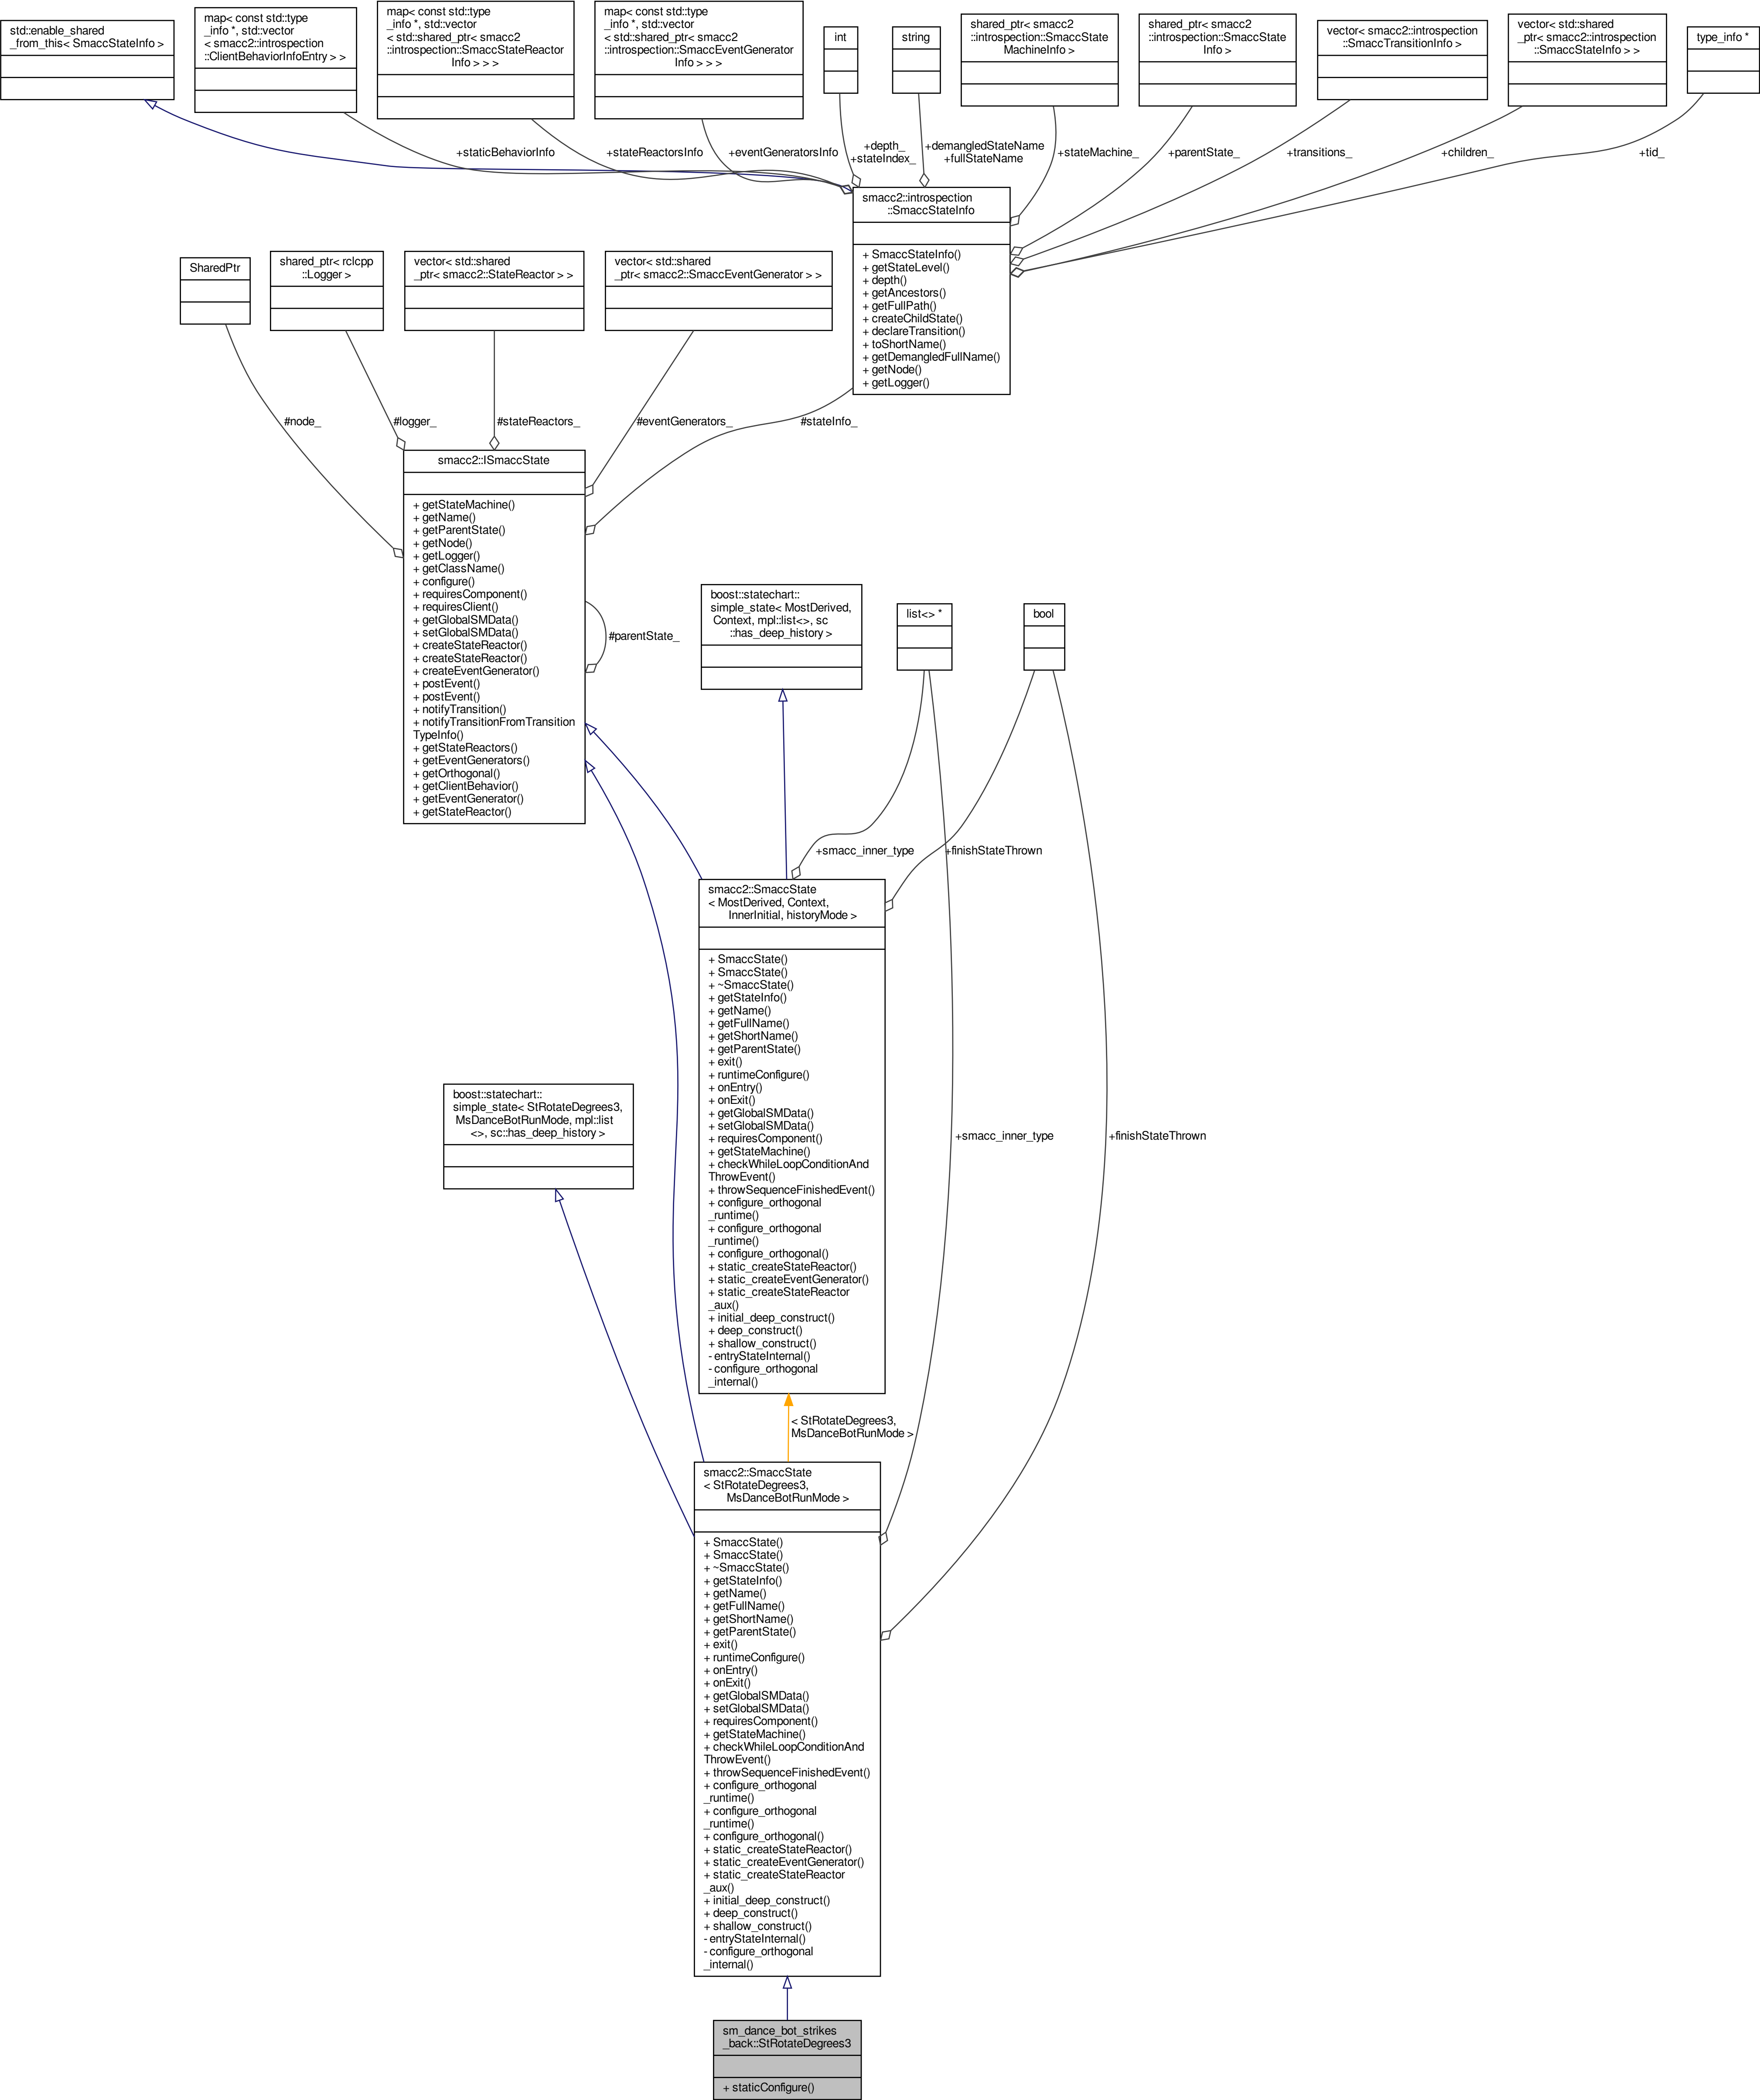 std::enable_shared
_from_this< SmaccStateInfo >
map< const std::type
_info *, std::vector
< smacc2::introspection
::ClientBehaviorInfoEntry > >
map< const std::type
_info *, std::vector
< std::shared_ptr< smacc2
::introspection::SmaccStateReactor
Info > > >
map< const std::type
_info *, std::vector
< std::shared_ptr< smacc2
::introspection::SmaccEventGenerator
Info > > >
int
string
shared_ptr< smacc2
::introspection::SmaccState
MachineInfo >
shared_ptr< smacc2
::introspection::SmaccState
Info >
vector< smacc2::introspection
::SmaccTransitionInfo >
vector< std::shared
_ptr< smacc2::introspection
::SmaccStateInfo > >
type_info *
+staticBehaviorInfo
+stateReactorsInfo
+eventGeneratorsInfo
+depth_
+stateIndex_
+demangledStateName
+fullStateName
+stateMachine_
+parentState_
+transitions_
+children_
+tid_
smacc2::introspection
::SmaccStateInfo
+ SmaccStateInfo()
+ getStateLevel()
+ depth()
+ getAncestors()
+ getFullPath()
+ createChildState()
+ declareTransition()
+ toShortName()
+ getDemangledFullName()
+ getNode()
+ getLogger()
SharedPtr
shared_ptr< rclcpp
::Logger >
vector< std::shared
_ptr< smacc2::StateReactor > >
vector< std::shared
_ptr< smacc2::SmaccEventGenerator > >
#node_
#logger_
#stateReactors_
#eventGenerators_
#stateInfo_
smacc2::ISmaccState
+ getStateMachine()
+ getName()
+ getParentState()
+ getNode()
+ getLogger()
+ getClassName()
+ configure()
+ requiresComponent()
+ requiresClient()
+ getGlobalSMData()
+ setGlobalSMData()
+ createStateReactor()
+ createStateReactor()
+ createEventGenerator()
+ postEvent()
+ postEvent()
+ notifyTransition()
+ notifyTransitionFromTransition
TypeInfo()
+ getStateReactors()
+ getEventGenerators()
+ getOrthogonal()
+ getClientBehavior()
+ getEventGenerator()
+ getStateReactor()
#parentState_
boost::statechart::
simple_state< MostDerived,
Context, mpl::list<>, sc
::has_deep_history >
list<> *
bool
+smacc_inner_type
+finishStateThrown
smacc2::SmaccState
< MostDerived, Context,
InnerInitial, historyMode >
+ SmaccState()
+ SmaccState()
+ ~SmaccState()
+ getStateInfo()
+ getName()
+ getFullName()
+ getShortName()
+ getParentState()
+ exit()
+ runtimeConfigure()
+ onEntry()
+ onExit()
+ getGlobalSMData()
+ setGlobalSMData()
+ requiresComponent()
+ getStateMachine()
+ checkWhileLoopConditionAnd
ThrowEvent()
+ throwSequenceFinishedEvent()
+ configure_orthogonal
_runtime()
+ configure_orthogonal
_runtime()
+ configure_orthogonal()
+ static_createStateReactor()
+ static_createEventGenerator()
+ static_createStateReactor
_aux()
+ initial_deep_construct()
+ deep_construct()
+ shallow_construct()
- entryStateInternal()
- configure_orthogonal
_internal()
boost::statechart::
simple_state< StRotateDegrees3,
MsDanceBotRunMode, mpl::list
<>, sc::has_deep_history >
+smacc_inner_type
+finishStateThrown
< StRotateDegrees3,
MsDanceBotRunMode >
smacc2::SmaccState
< StRotateDegrees3,
MsDanceBotRunMode >
+ SmaccState()
+ SmaccState()
+ ~SmaccState()
+ getStateInfo()
+ getName()
+ getFullName()
+ getShortName()
+ getParentState()
+ exit()
+ runtimeConfigure()
+ onEntry()
+ onExit()
+ getGlobalSMData()
+ setGlobalSMData()
+ requiresComponent()
+ getStateMachine()
+ checkWhileLoopConditionAnd
ThrowEvent()
+ throwSequenceFinishedEvent()
+ configure_orthogonal
_runtime()
+ configure_orthogonal
_runtime()
+ configure_orthogonal()
+ static_createStateReactor()
+ static_createEventGenerator()
+ static_createStateReactor
_aux()
+ initial_deep_construct()
+ deep_construct()
+ shallow_construct()
- entryStateInternal()
- configure_orthogonal
_internal()
sm_dance_bot_strikes
_back::StRotateDegrees3
+ staticConfigure()